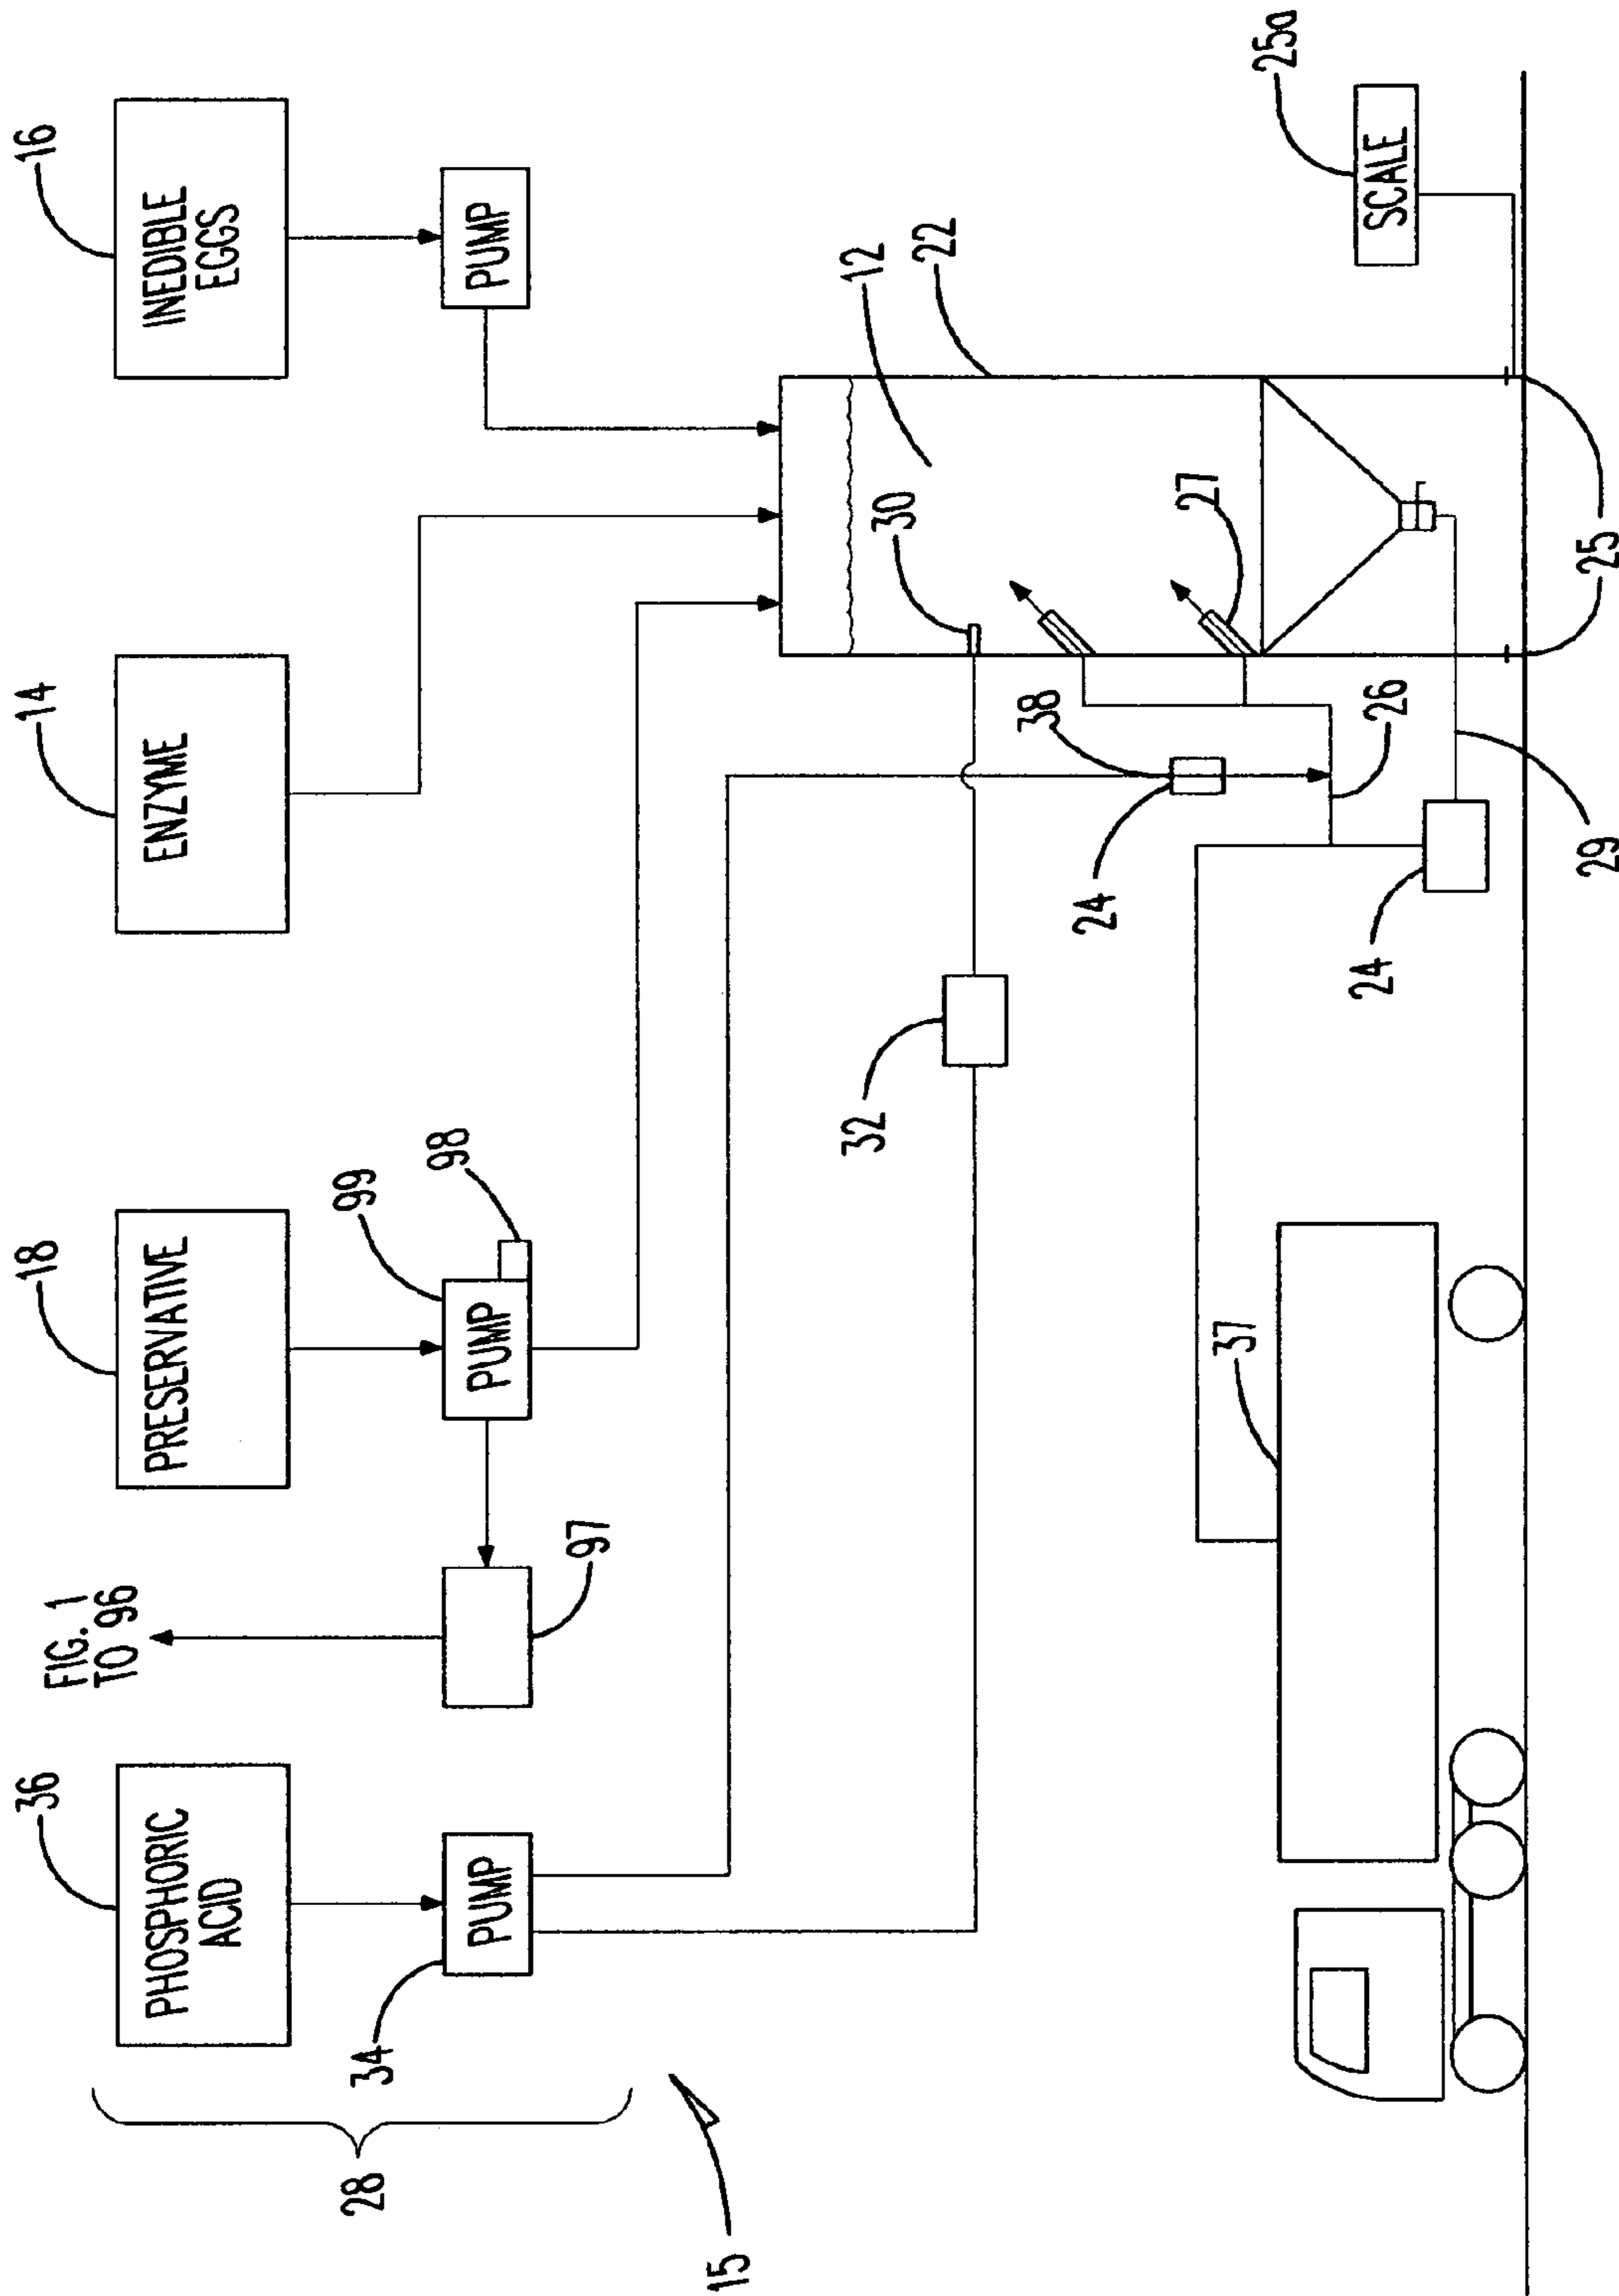 36
18
14
16
FIG. 1
TO 96
PHOSPHORIC
ACID
PRESERVATIVE
ENZYME
INEDIBLE
EGGS
99
98
34
PUMP
97
PUMP
PUMP
28
15
32
30
12
22
38
24
27
26
25a
SCALE
37
24
29
25